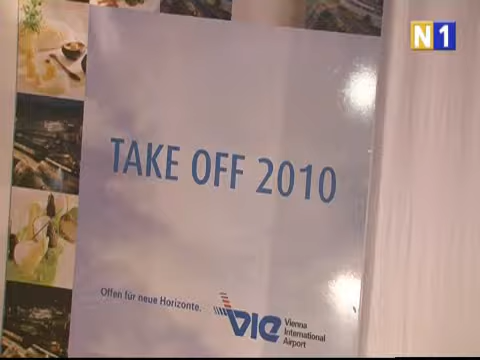 N1
TAKE OFF 2010
Offen für neue Horizonte.
VIE
Vienna
International
Airport